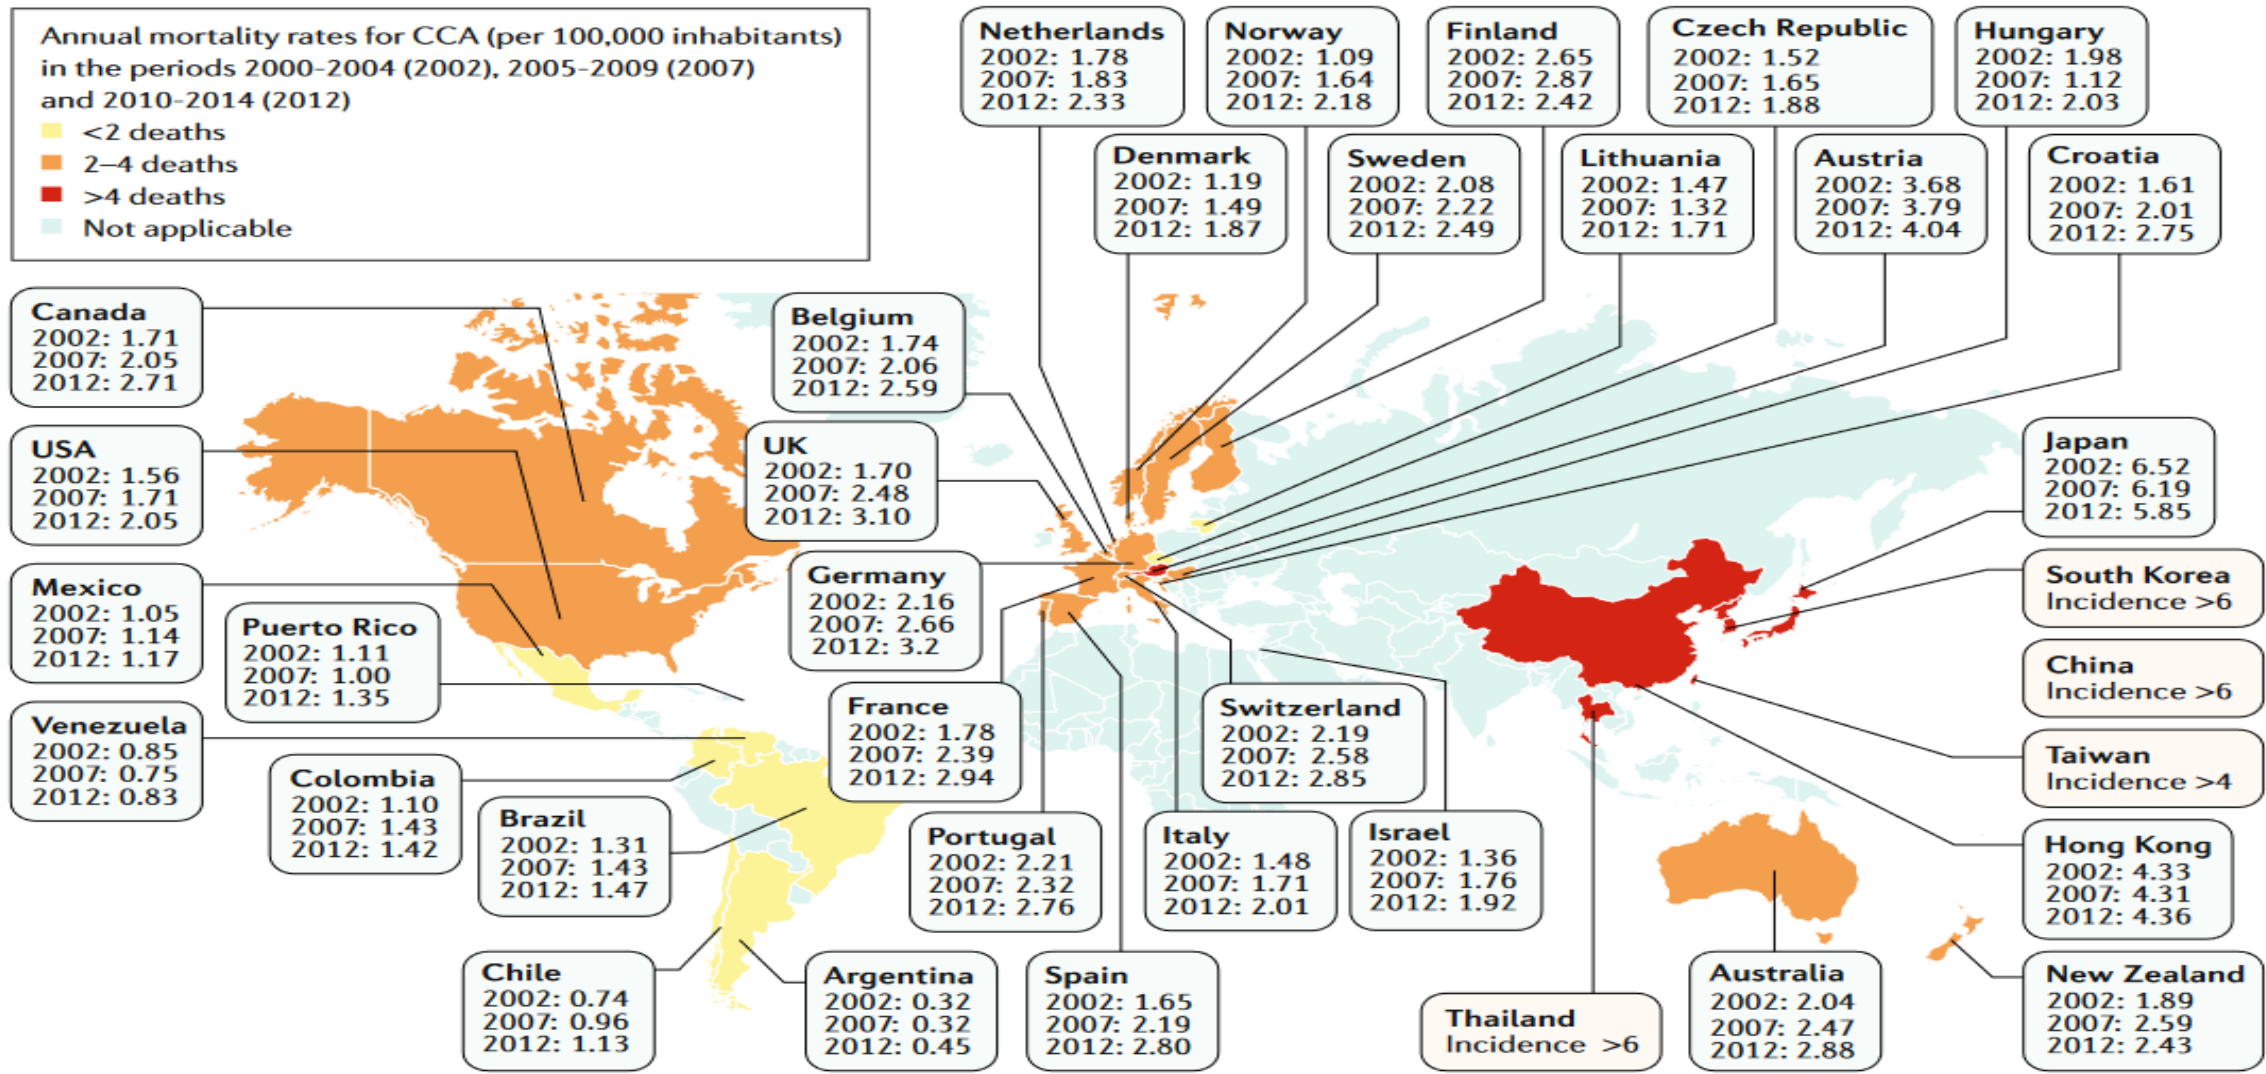 Annual mortality rates for CCA (per 100,000 inhabitants)
in the periods 2000-2004 (2002), 2005-2009 (2007)
and 2010-2014 (2012)
<2 deaths
2–4 deaths
>4 deaths
Not applicable
Netherlands
2002: 1.78
2007: 1.83
2012: 2.33
Norway
2002: 1.09
2007: 1.64
2012: 2.18
Finland
2002: 2.65
2007: 2.87
2012: 2.42
Czech Republic
2002: 1.52
2007: 1.65
2012: 1.88
Hungary
2002: 1.98
2007: 1.12
2012: 2.03
Denmark
2002: 1.19
2007: 1.49
2012: 1.87
Sweden
2002: 2.08
2007: 2.22
2012: 2.49
Lithuania
2002: 1.47
2007: 1.32
2012: 1.71
Austria
2002: 3.68
2007: 3.79
2012: 4.04
Croatia
2002: 1.61
2007: 2.01
2012: 2.75
Canada
2002: 1.71
2007: 2.05
2012: 2.71
Belgium
2002: 1.74
2007: 2.06
2012: 2.59
USA
2002: 1.56
2007: 1.71
2012: 2.05
UK
2002: 1.70
2007: 2.48
2012: 3.10
Japan
2002: 6.52
2007: 6.19
2012: 5.85
Mexico
2002: 1.05
2007: 1.14
2012: 1.17
Puerto Rico
2002: 1.11
2007: 1.00
2012: 1.35
Germany
2002: 2.16
2007: 2.66
2012: 3.2
South Korea
Incidence >6
China
Incidence >6
Venezuela
2002: 0.85
2007: 0.75
2012: 0.83
Colombia
2002: 1.10
2007: 1.43
2012: 1.42
Brazil
2002: 1.31
2007: 1.43
2012: 1.47
France
2002: 1.78
2007: 2.39
2012: 2.94
Switzerland
2002: 2.19
2007: 2.58
2012: 2.85
Taiwan
Incidence >4
Portugal
2002: 2.21
2007: 2.32
2012: 2.76
Italy
2002: 1.48
2007: 1.71
2012: 2.01
Israel
2002: 1.36
2007: 1.76
2012: 1.92
Hong Kong
2002: 4.33
2007: 4.31
2012: 4.36
Chile
2002: 0.74
2007: 0.96
2012: 1.13
Argentina
2002: 0.32
2007: 0.32
2012: 0.45
Spain
2002: 1.65
2007: 2.19
2012: 2.80
Thailand
Incidence >6
Australia
2002: 2.04
2007: 2.47
2012: 2.88
New Zealand
2002: 1.89
2007: 2.59
2012: 2.43